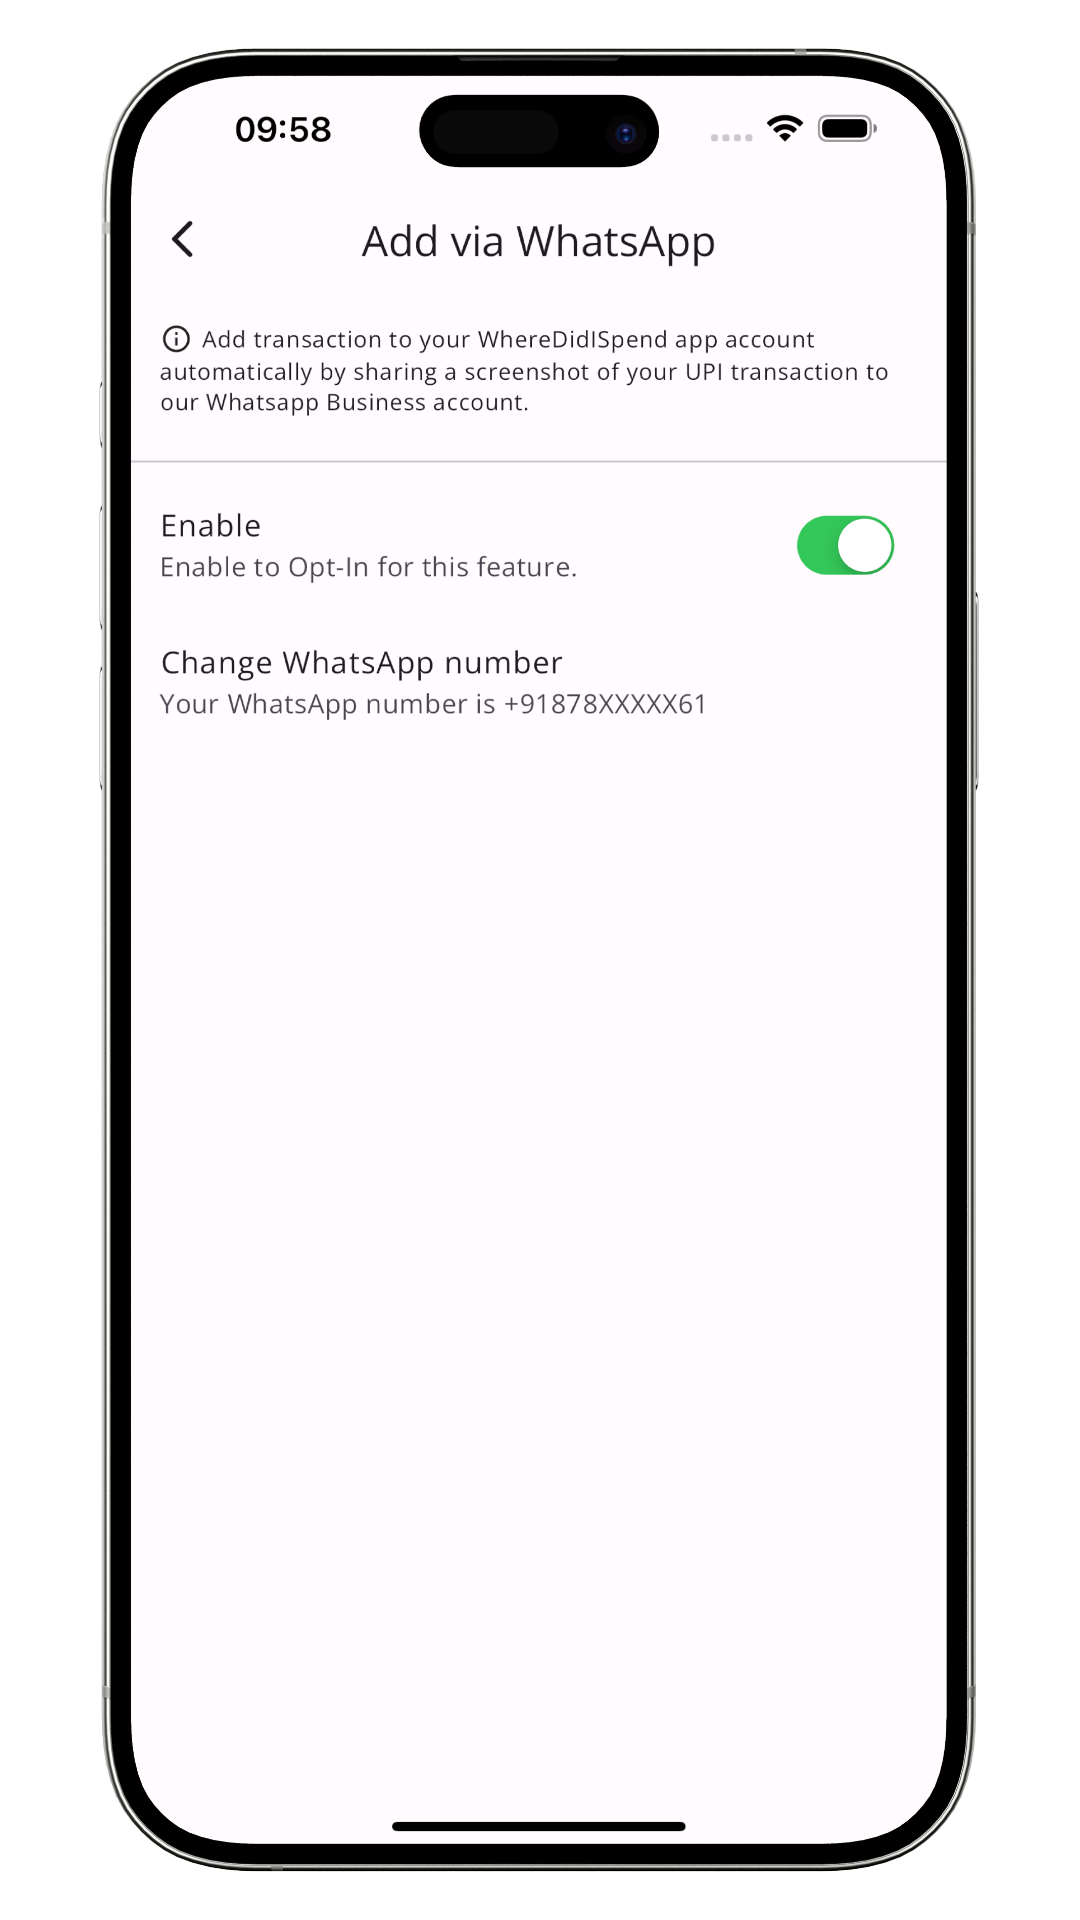 09:58
Add via WhatsApp
Add transaction to your WhereDidISpend app account
automatically by sharing a screenshot of your UPI transaction to
our Whatsapp Business account.
Enable
Enable to Opt-In for this feature.
Change WhatsApp number
Your WhatsApp number is +91878XXXXX61